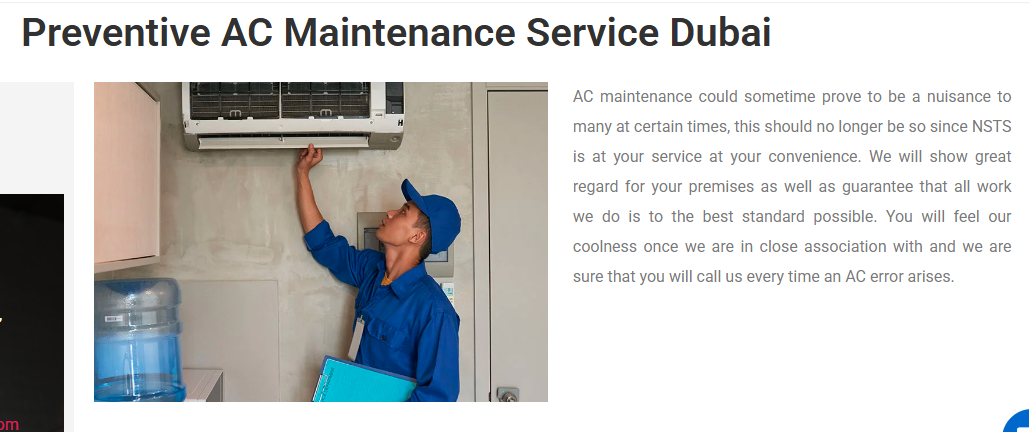 Preventive AC Maintenance Service Dubai
AC maintenance could sometime prove to be a nuisance to
many at certain times, this should no longer be so since NSTS
is at your service at your convenience. We will show great
regard for your premises as well as guarantee that all work
we do is to the best standard possible. You will feel our
coolness once we are in close association with and we are
sure that you will call us every time an AC error arises.
om